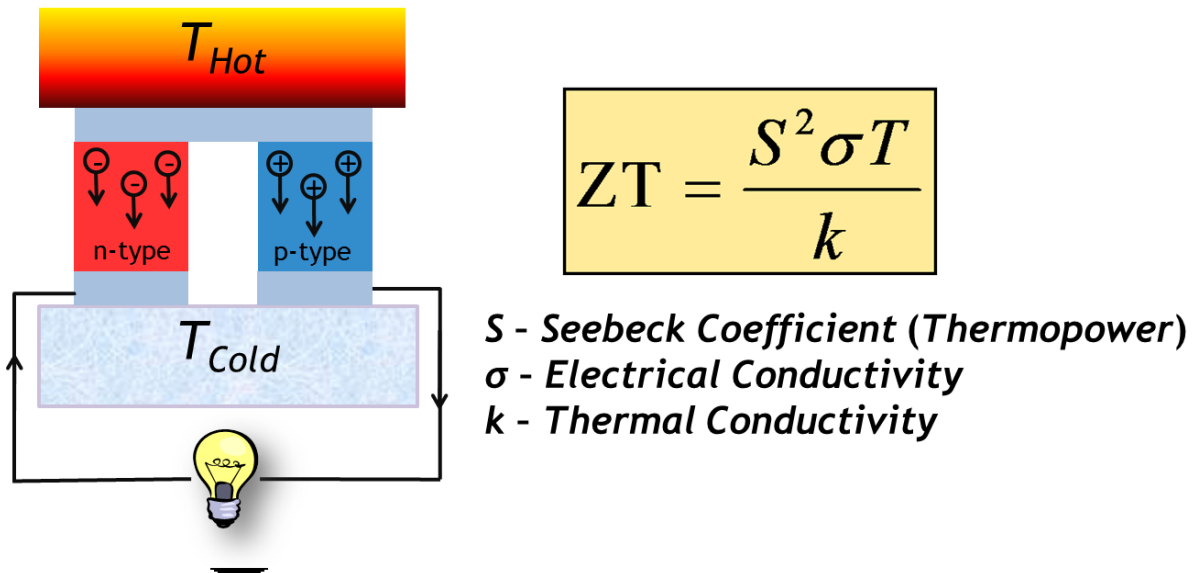 T_Hot
- - -
+ + +
n-type p-type
T_Cold
ZT = S²σT / k
S – Seebeck Coefficient (Thermopower)
σ – Electrical Conductivity
k – Thermal Conductivity